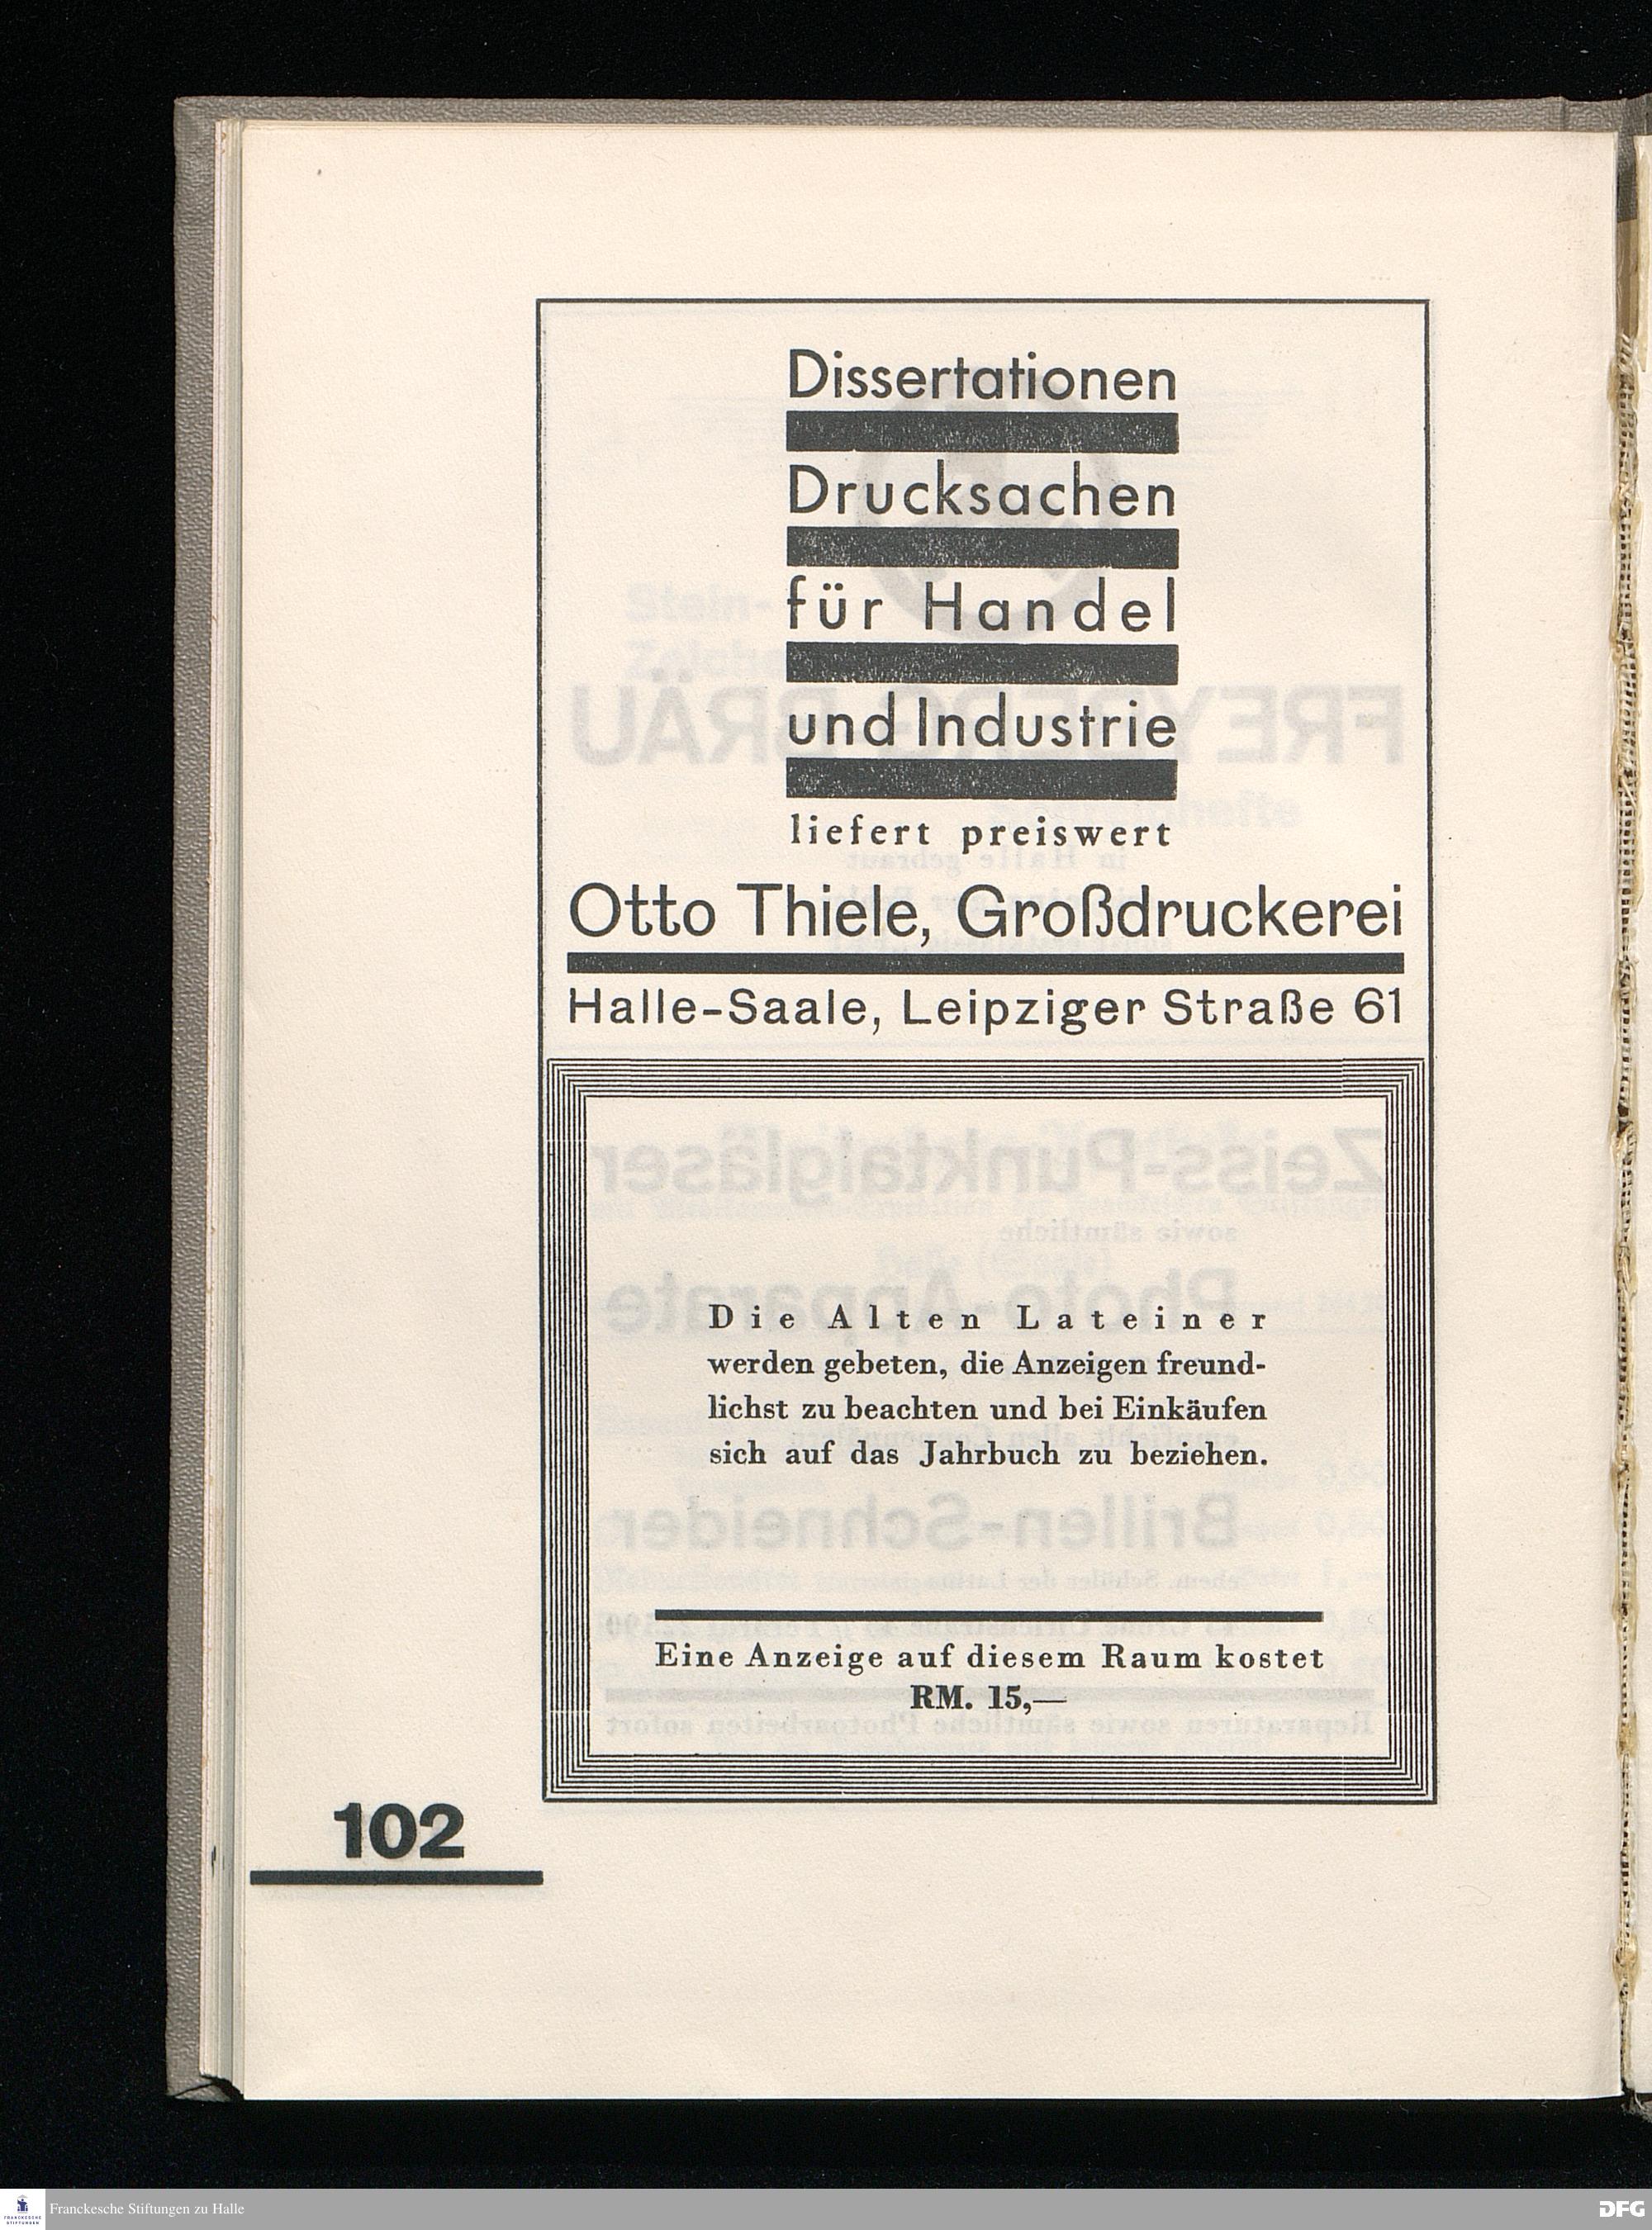 Dissertationen
Drucksachen
für Handel
und Industrie
liefert preiswert
Otto Thiele, Großdruckerei
Halle-Saale, Leipziger Straße 61
Die Alten Lateiner
werden gebeten, die Anzeigen freund-
lichst zu beachten und bei Einkäufen
sich auf das Jahrbuch zu beziehen.
Eine Anzeige auf diesem Raum kostet
RM. 15,—
102
Franckesche Stiftungen zu Halle
DFG